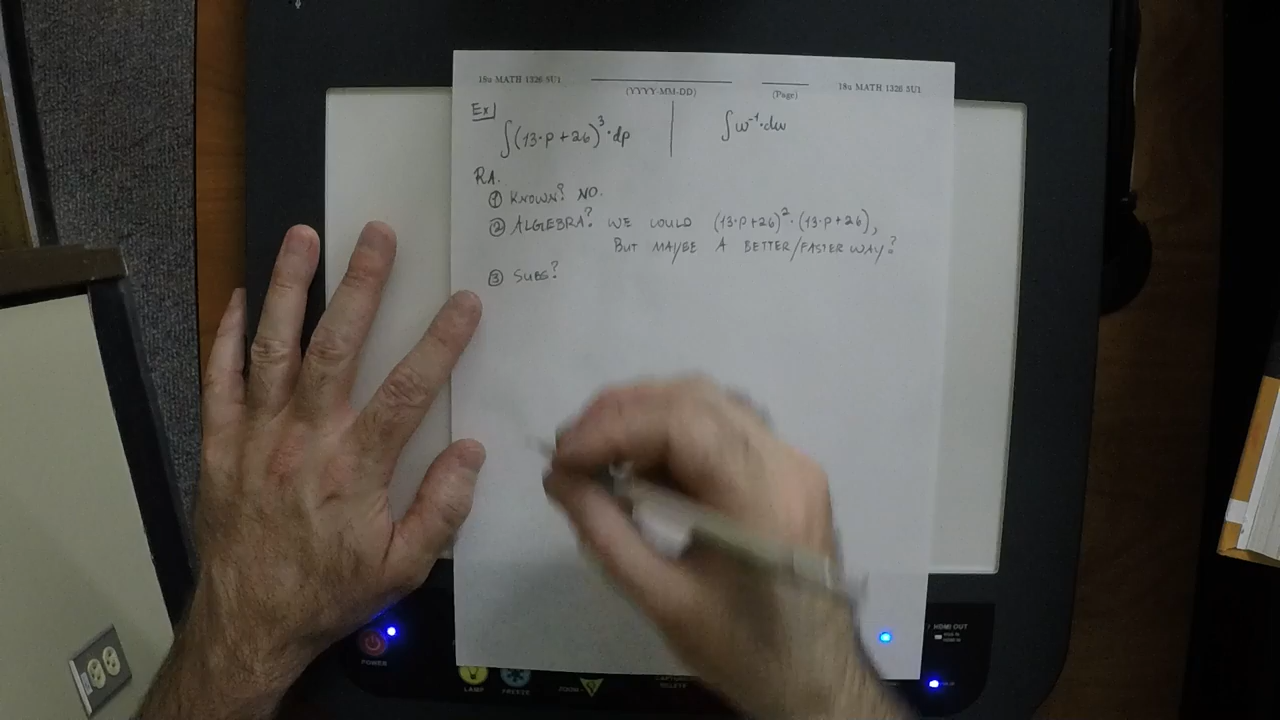 18u MATH 1326 5U1
(YYYY-MM-DD)
(Page)
18u MATH 1326 5U1
Ex
∫(13·p+26)³·dp
∫w⁻¹·dw
RA.
① KNOWN? NO.
② ALGEBRA? WE COULD (13·p+26)²·(13·p+26),
BUT MAYBE A BETTER/FASTER WAY?
③ SUBS?
HDMI OUT
POWER
LAMP
FREEZE
ZOOM